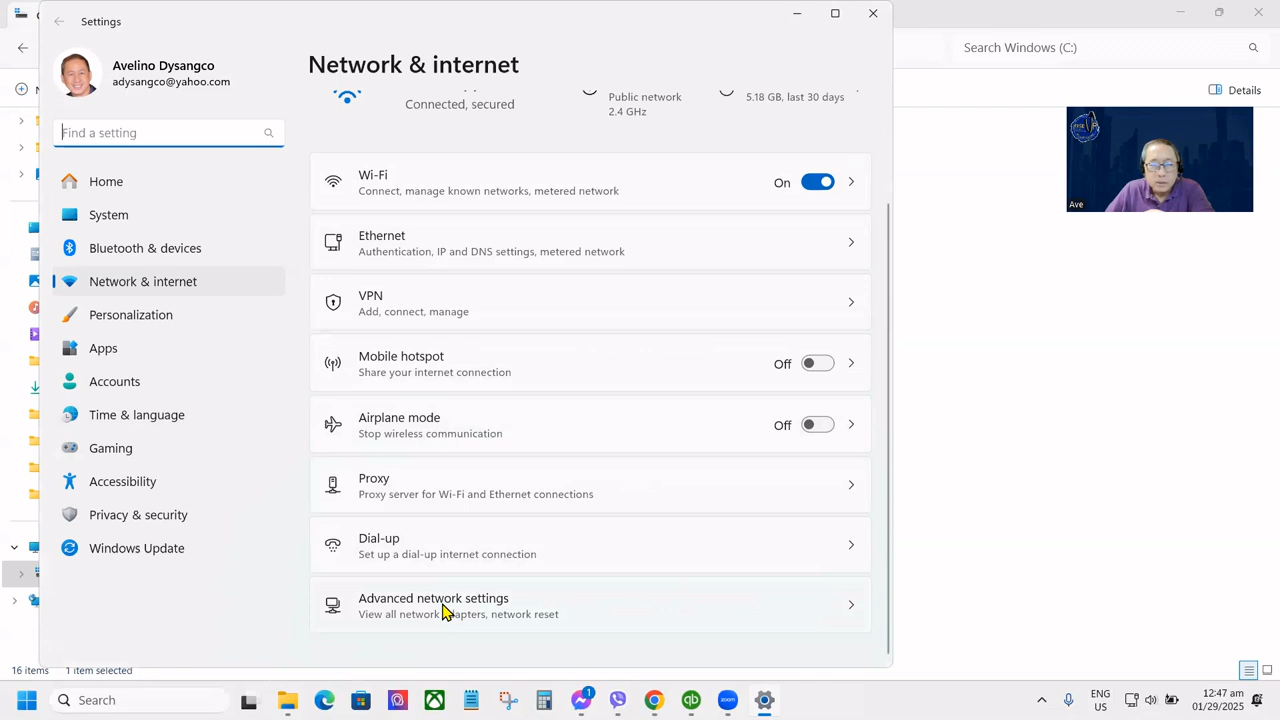 Settings
Avelino Dysangco
adysangco@yahoo.com
Find a setting
Home
System
Bluetooth & devices
Network & internet
Personalization
Apps
Accounts
Time & language
Gaming
Accessibility
Privacy & security
Windows Update
Network & internet
Connected, secured
Public network
2.4 GHz
5.18 GB, last 30 days
Wi-Fi
Connect, manage known networks, metered network
On
Ethernet
Authentication, IP and DNS settings, metered network
VPN
Add, connect, manage
Mobile hotspot
Share your internet connection
Off
Airplane mode
Stop wireless communication
Off
Proxy
Proxy server for Wi-Fi and Ethernet connections
Dial-up
Set up a dial-up internet connection
Advanced network settings
View all network adapters, network reset
Search Windows (C:)
Details
Ave
16 items
1 item selected
Search
1
zoom
ENG
US
12:47 am
01/29/2025